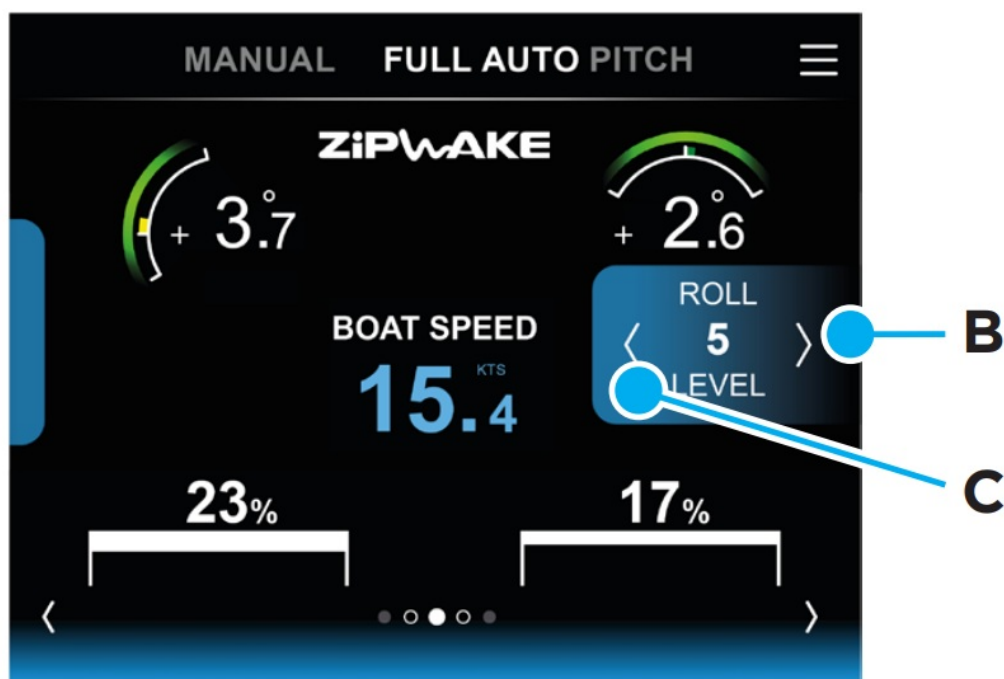 MANUAL FULL AUTO PITCH
ZiPWAKE
+ 3.7°
+ 2.6°
ROLL
5
LEVEL
BOAT SPEED
15.4 KTS
B
C
23%
17%